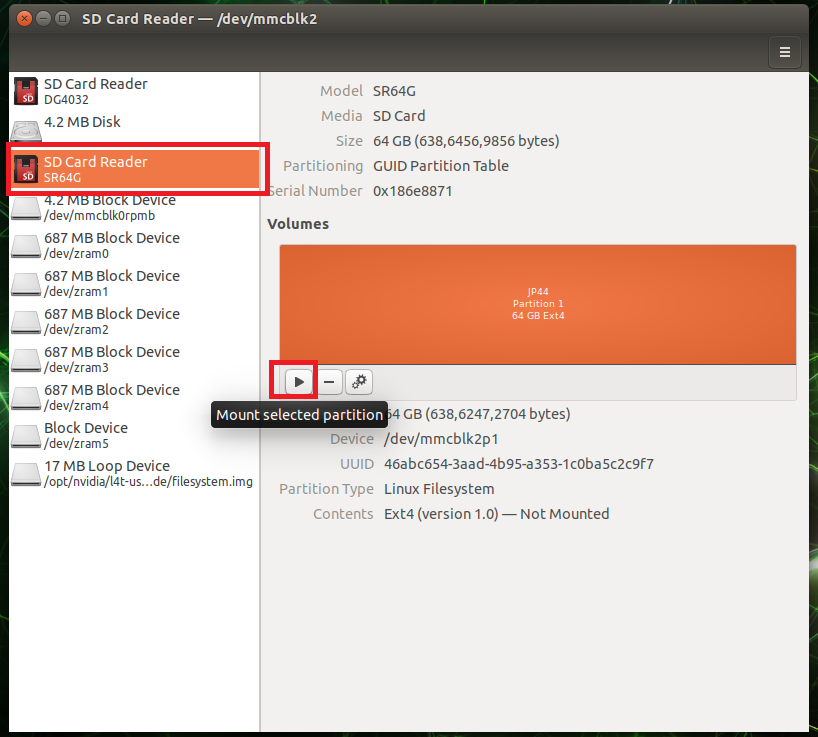 SD Card Reader — /dev/mmcblk2
SD Card Reader
DG4032
4.2 MB Disk
SD Card Reader
SR64G
4.2 MB Block Device
/dev/mmcblk0rpmb
687 MB Block Device
/dev/zram0
687 MB Block Device
/dev/zram1
687 MB Block Device
/dev/zram2
687 MB Block Device
/dev/zram3
687 MB Block Device
/dev/zram4
Block Device
/dev/zram5
17 MB Loop Device
/opt/nvidia/l4t-us...de/filesystem.img
Model SR64G
Media SD Card
Size 64 GB (638,6456,9856 bytes)
Partitioning GUID Partition Table
Serial Number 0x186e8871
Volumes
JP44
Partition 1
64 GB Ext4
Mount selected partition
64 GB (638,6247,2704 bytes)
Device /dev/mmcblk2p1
UUID 46abc654-3aad-4b95-a353-1c0ba5c2c9f7
Partition Type Linux Filesystem
Contents Ext4 (version 1.0) — Not Mounted
SD
SD